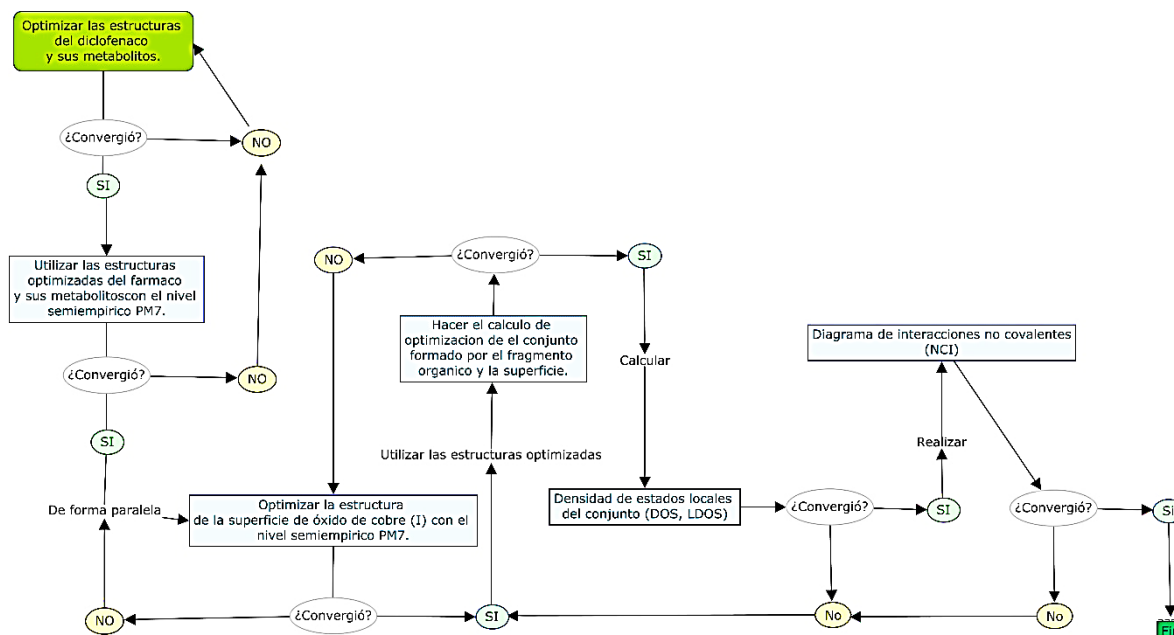 Optimizar las estructuras
del diclofenaco
y sus metabolitos.
¿Convergió?
NO
SI
Utilizar las estructuras
optimizadas del farmaco
y sus metabolitoscon el nivel
semiempirico PM7.
¿Convergió?
NO
SI
De forma paralela
NO
Optimizar la estructura
de la superficie de óxido de cobre (I) con el
nivel semiempirico PM7.
¿Convergió?
SI
Utilizar las estructuras optimizadas
Hacer el calculo de
optimizacion de el conjunto
formado por el fragmento
organico y la superficie.
¿Convergió?
NO
SI
Calcular
Densidad de estados locales
del conjunto (DOS, LDOS)
¿Convergió?
No
SI
Realizar
Diagrama de interacciones no covalentes
(NCI)
¿Convergió?
No
Si